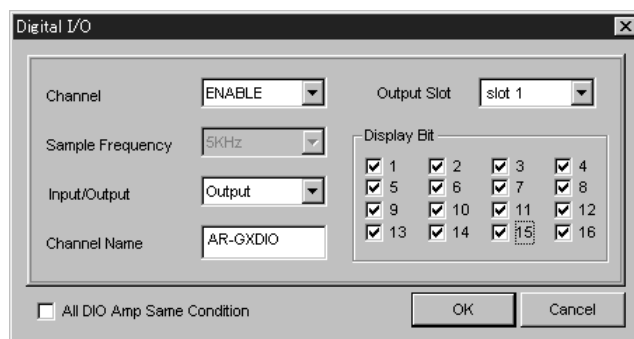 Digital I/O
Channel ENABLE Output Slot slot 1
Sample Frequency 5KHz Display Bit
1 2 3 4
Input/Output Output 5 6 7 8
9 10 11 12
Channel Name AR-GXDIO 13 14 15 16
All DIO Amp Same Condition OK Cancel